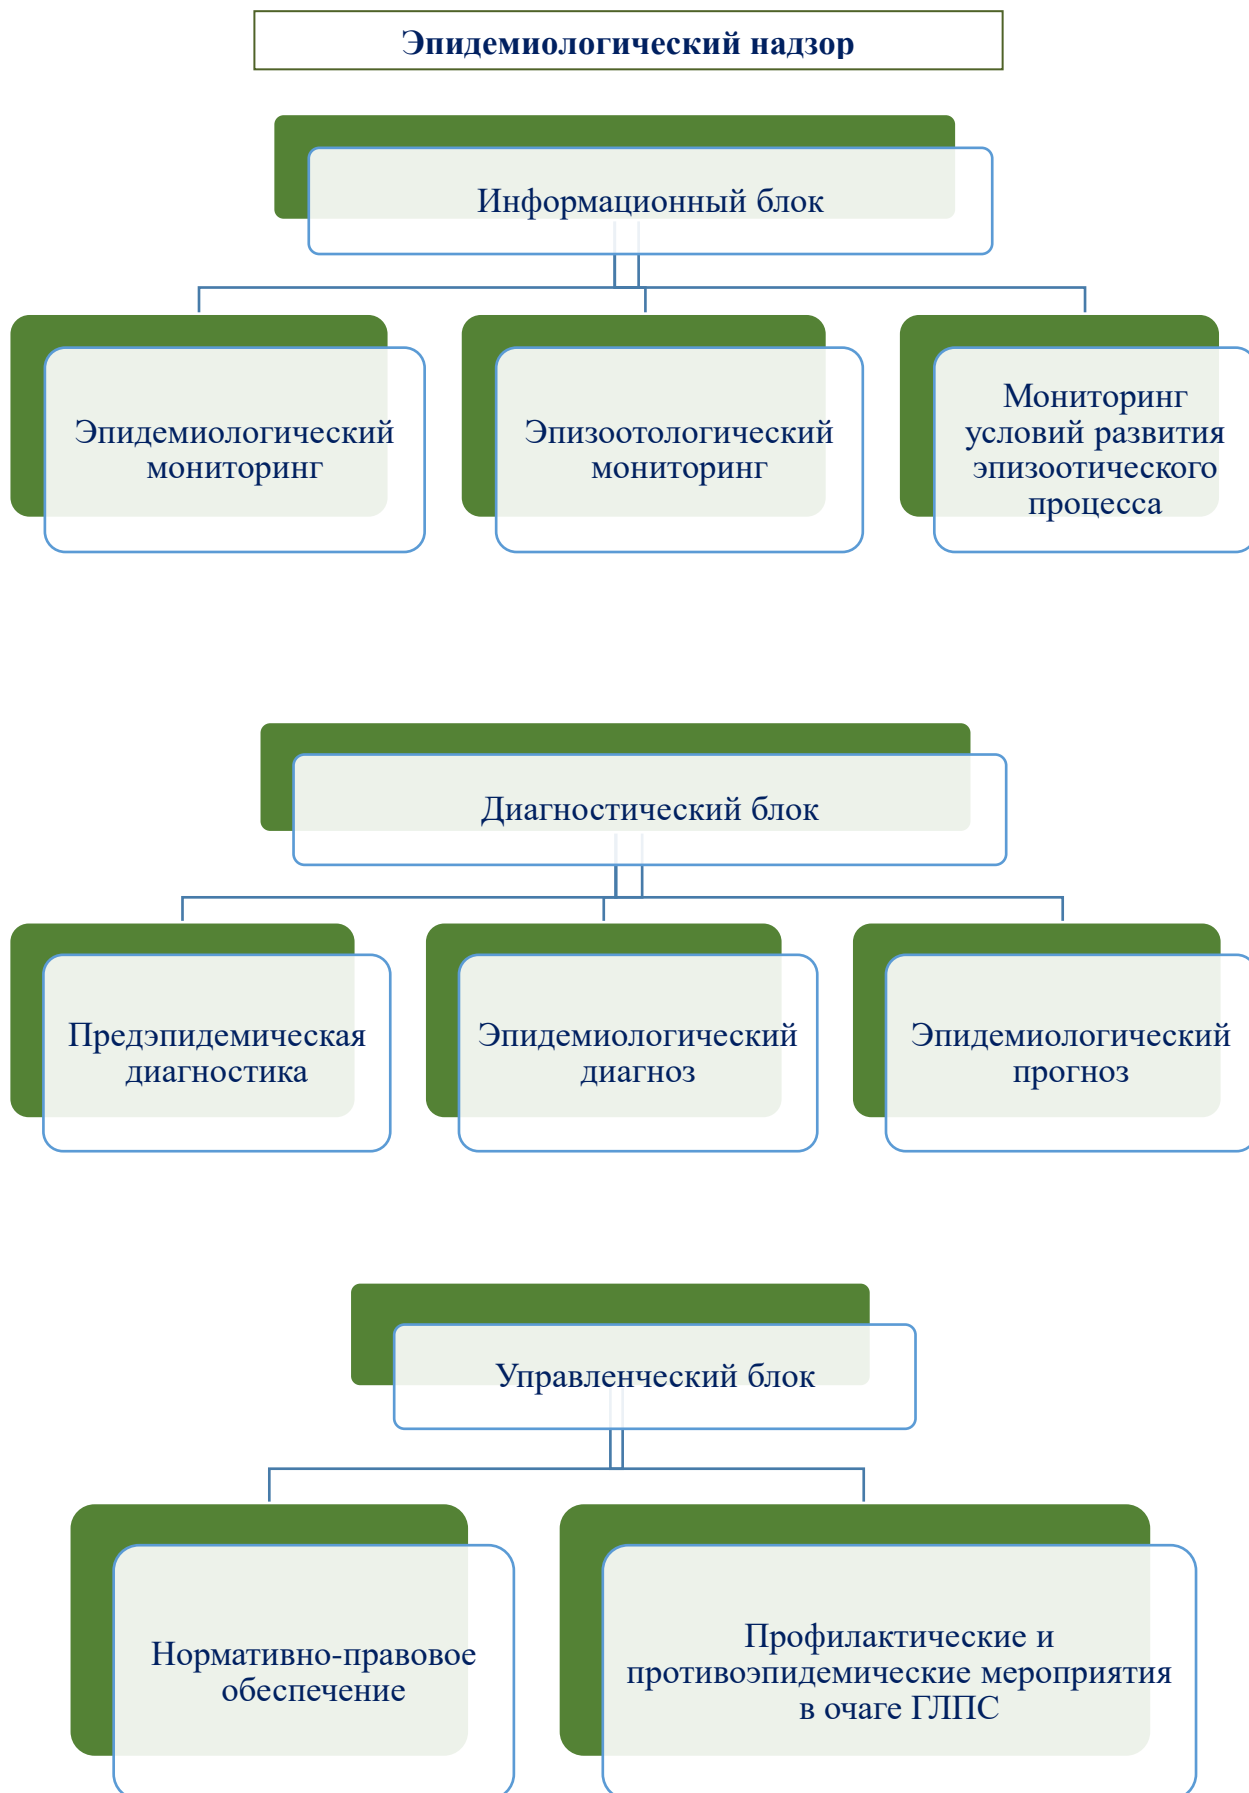 Эпидемиологический надзор
Информационный блок
Эпидемиологический
мониторинг
Эпизоотологический
мониторинг
Мониторинг
условий развития
эпизоотического
процесса
Диагностический блок
Предэпидемическая
диагностика
Эпидемиологический
диагноз
Эпидемиологический
прогноз
Управленческий блок
Нормативно-правовое
обеспечение
Профилактические и
противоэпидемические мероприятия
в очаге ГЛПС